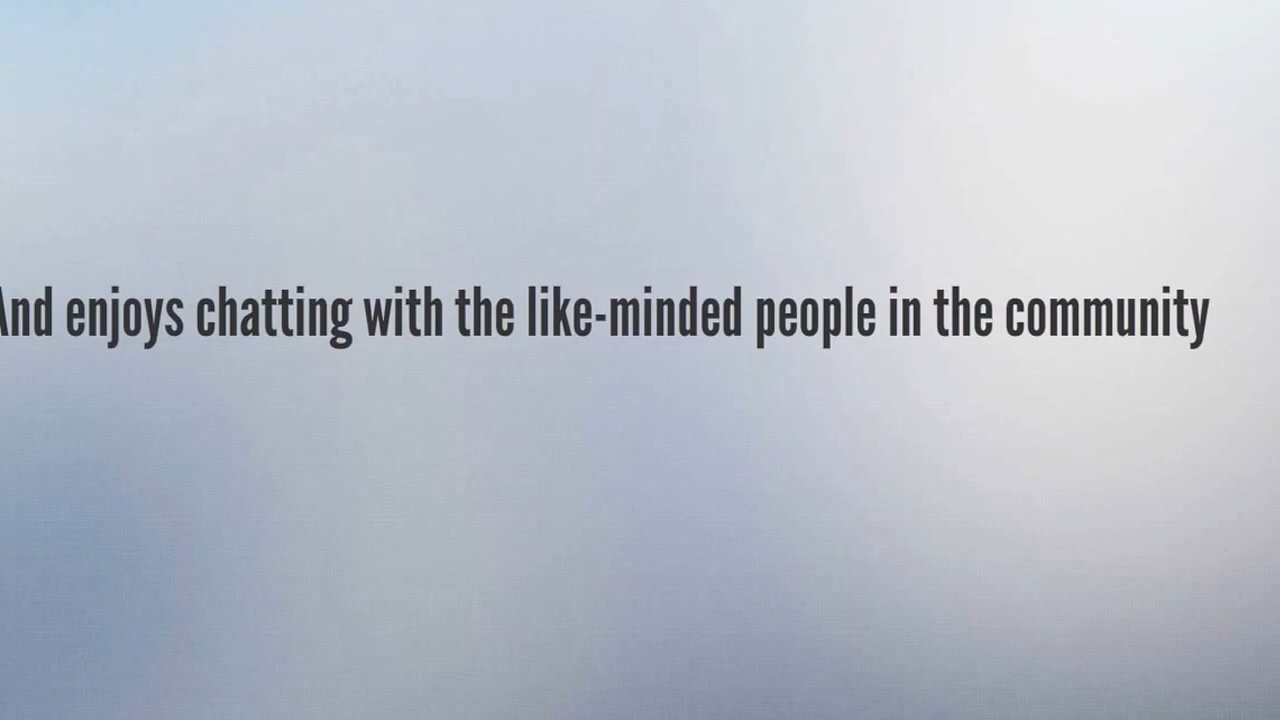 And enjoys chatting with the like-minded people in the community